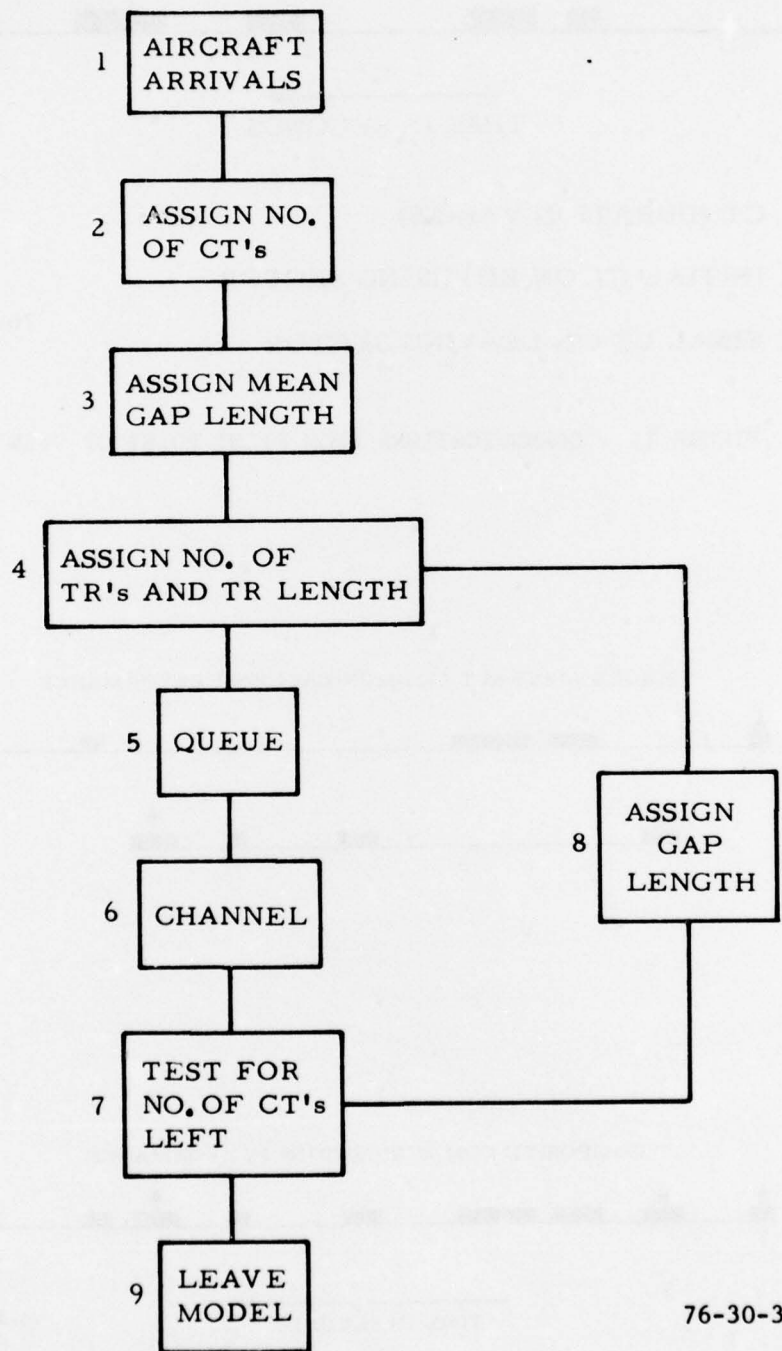 1
AIRCRAFT
ARRIVALS
2
ASSIGN NO.
OF CT's
3
ASSIGN MEAN
GAP LENGTH
4
ASSIGN NO. OF
TR's AND TR LENGTH
5
QUEUE
6
CHANNEL
7
TEST FOR
NO. OF CT's
LEFT
8
ASSIGN
GAP
LENGTH
9
LEAVE
MODEL
76-30-3